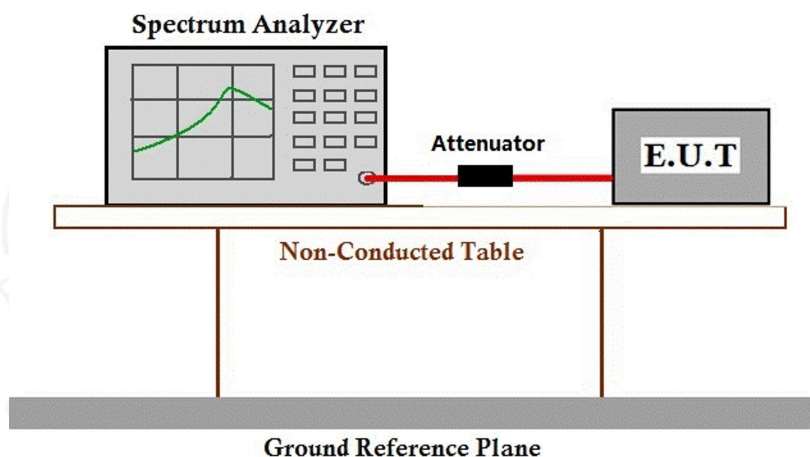 Spectrum Analyzer
Attenuator
E.U.T
Non-Conducted Table
Ground Reference Plane